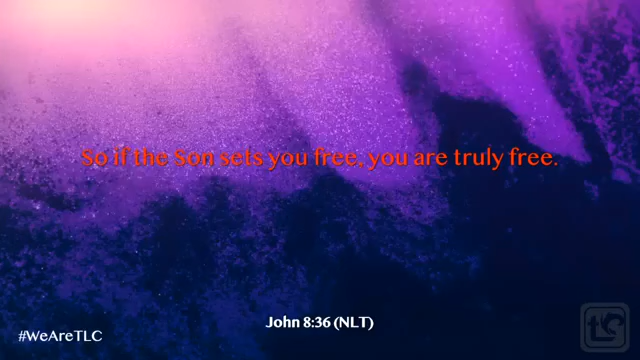 So if the Son sets you free, you are truly free.
John 8:36 (NLT)
#WeAreTLC